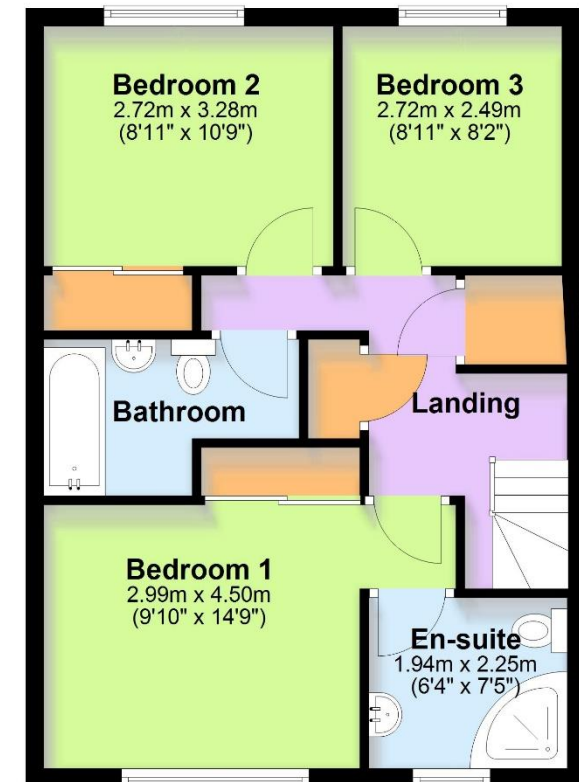 Bedroom 2
2.72m x 3.28m
(8'11" x 10'9")
Bedroom 3
2.72m x 2.49m
(8'11" x 8'2")
Bathroom
Landing
Bedroom 1
2.99m x 4.50m
(9'10" x 14'9")
En-suite
1.94m x 2.25m
(6'4" x 7'5")